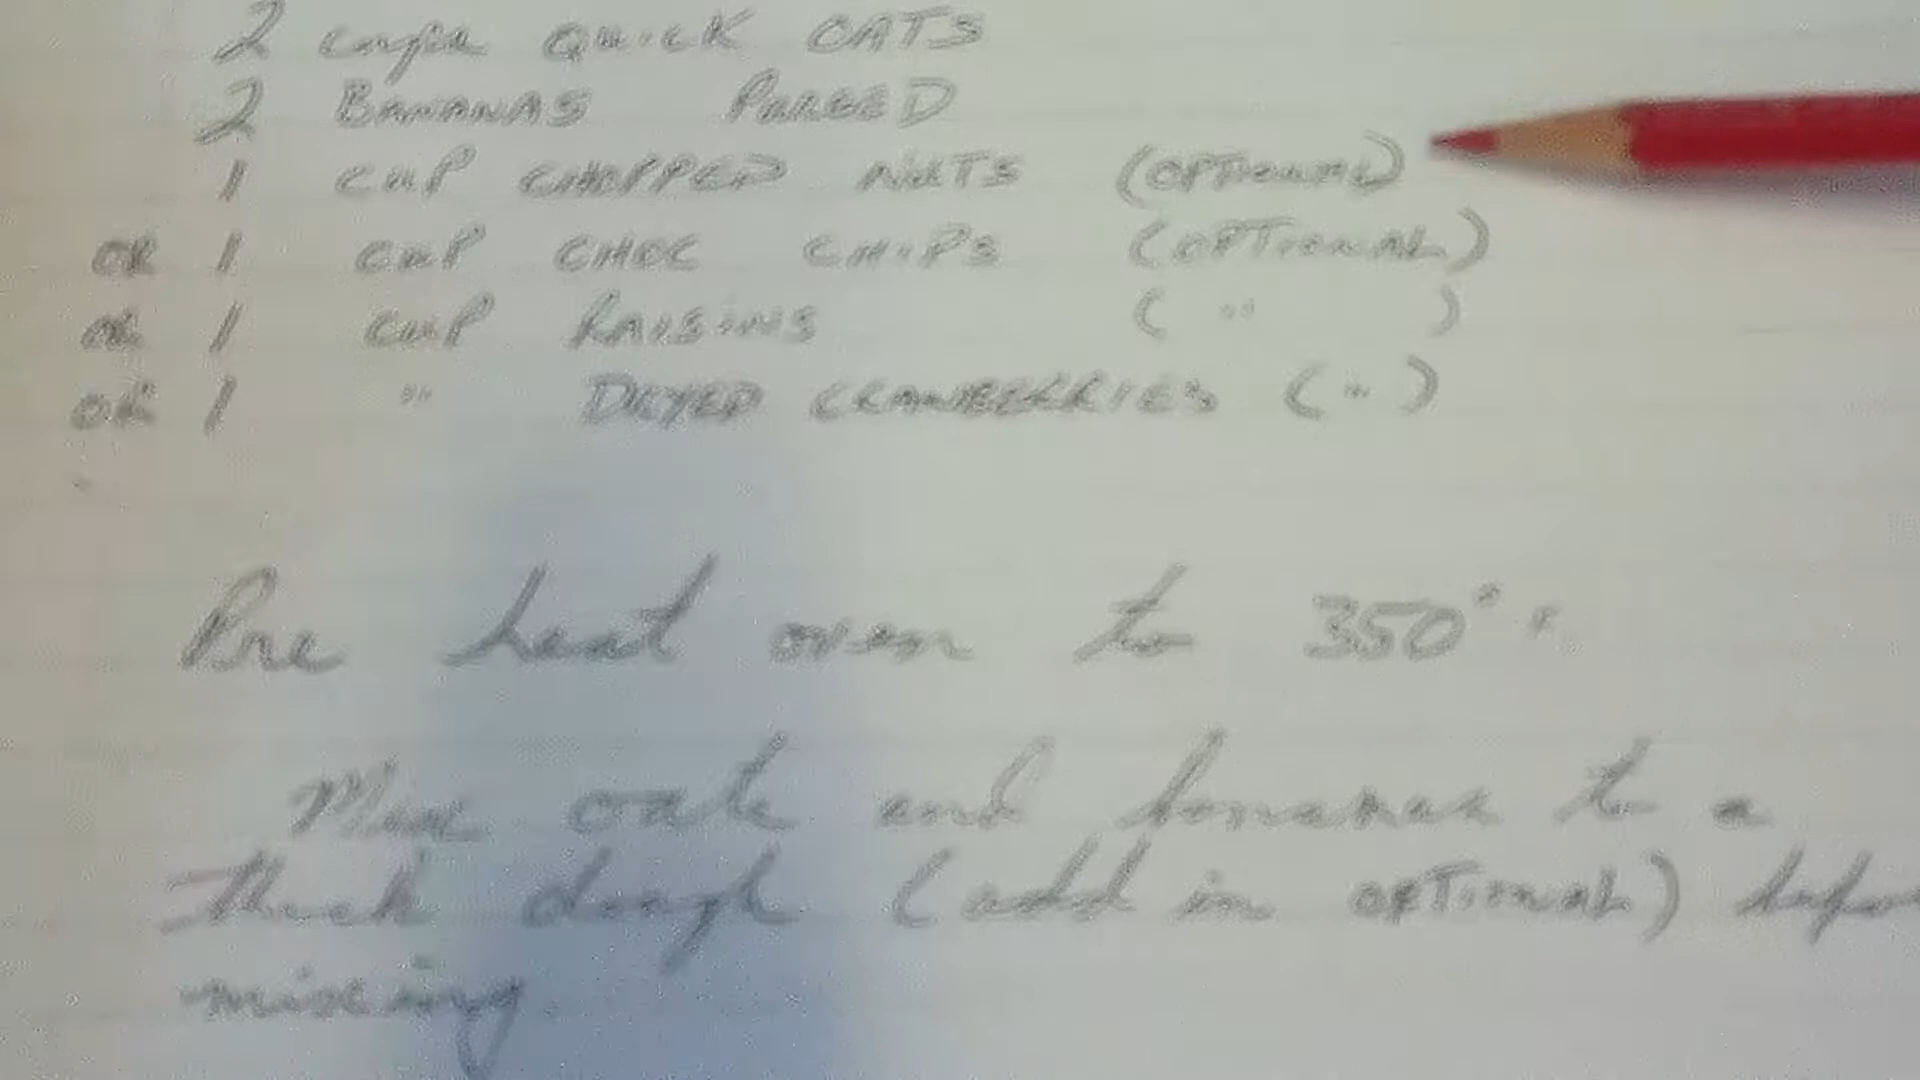 2 cups QUICK OATS
2 BANANAS PUREED
1 CUP CHOPPED NUTS (OPTIONAL)
OR 1 CUP CHOC CHIPS (OPTIONAL)
OR 1 CUP RAISINS ( " )
OR 1 " DRYED CRANBERRIES ( " )
Pre heat oven to 350°.
Mix oats and bananas to a
thick dough (add in OPTIONAL) befo
mixing.